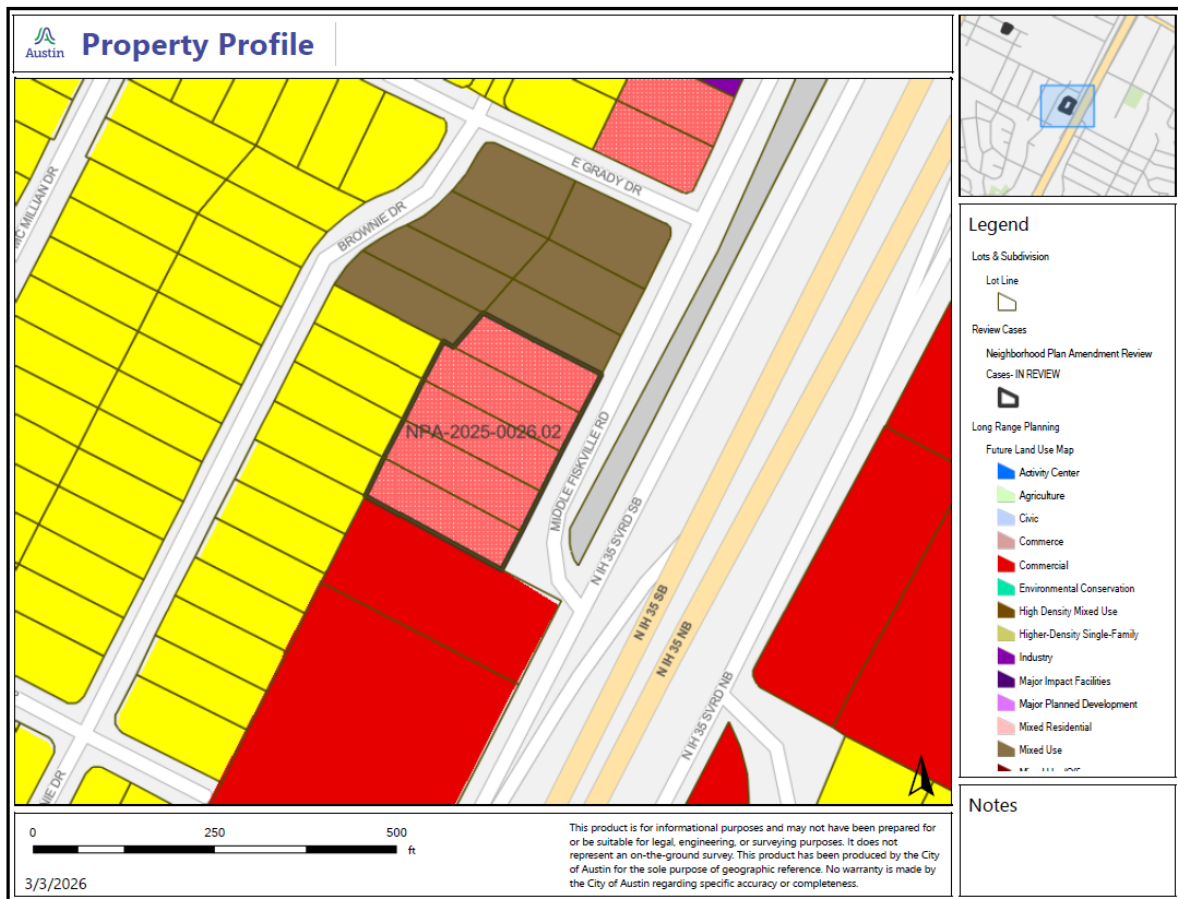 Austin
Property Profile
MC MILLIAN DR
BROWNIE DR
E GRADY DR
NPA-2025-0026.02
MIDDLE FISKVILLE RD
N IH 35 SVRD SB
N IH 35 SB
N IH 35 NB
N IH 35 SVRD NB
NIE DR
Legend
Lots & Subdivision
Lot Line
Review Cases
Neighborhood Plan Amendment Review
Cases- IN REVIEW
Long Range Planning
Future Land Use Map
Activity Center
Agriculture
Civic
Commerce
Commercial
Environmental Conservation
High Density Mixed Use
Higher-Density Single-Family
Industry
Major Impact Facilities
Major Planned Development
Mixed Residential
Mixed Use
Notes
0 250 500
ft
3/3/2026
This product is for informational purposes and may not have been prepared for
or be suitable for legal, engineering, or surveying purposes. It does not
represent an on-the-ground survey. This product has been produced by the City
of Austin for the sole purpose of geographic reference. No warranty is made by
the City of Austin regarding specific accuracy or completeness.